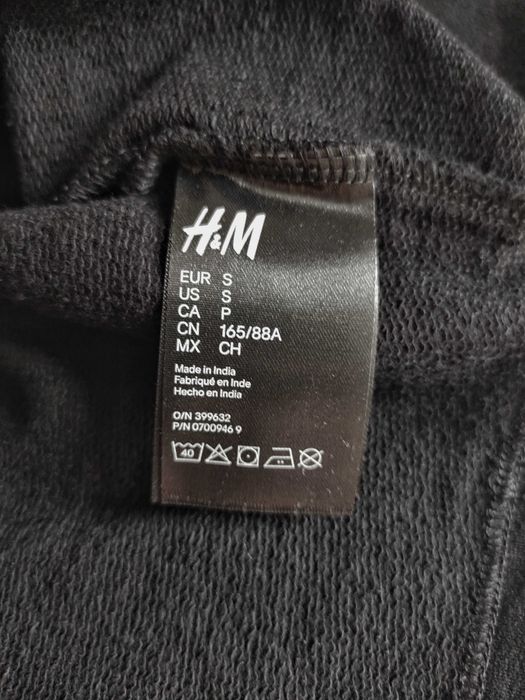 H&M
EUR S
US S
CA P
CN 165/88A
MX CH
Made in India
Fabriqué en Inde
Hecho en India
O/N 399632
P/N 0700946 9
40